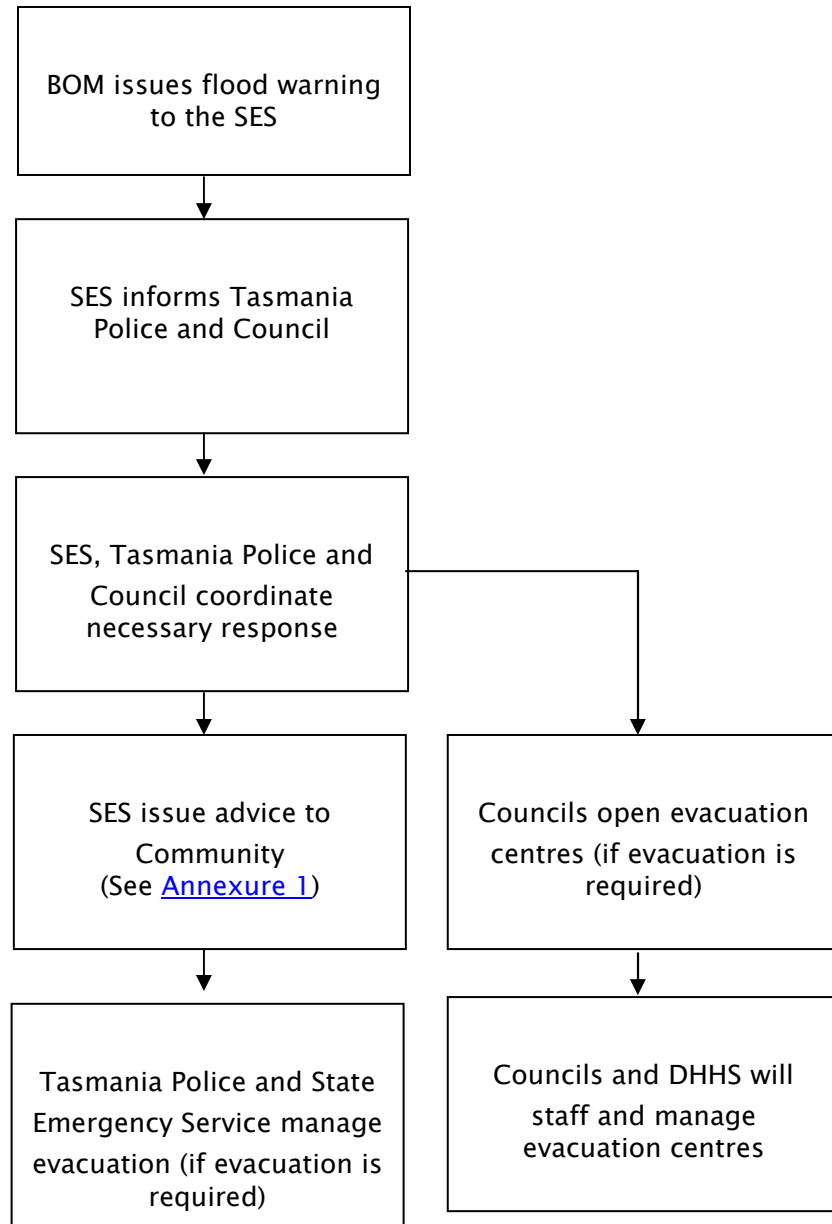 BOM issues flood warning
to the SES
SES informs Tasmania
Police and Council
SES, Tasmania Police and
Council coordinate
necessary response
SES issue advice to
Community
(See Annexure 1)
Tasmania Police and State
Emergency Service manage
evacuation (if evacuation is
required)
Councils open evacuation
centres (if evacuation is
required)
Councils and DHHS will
staff and manage
evacuation centres